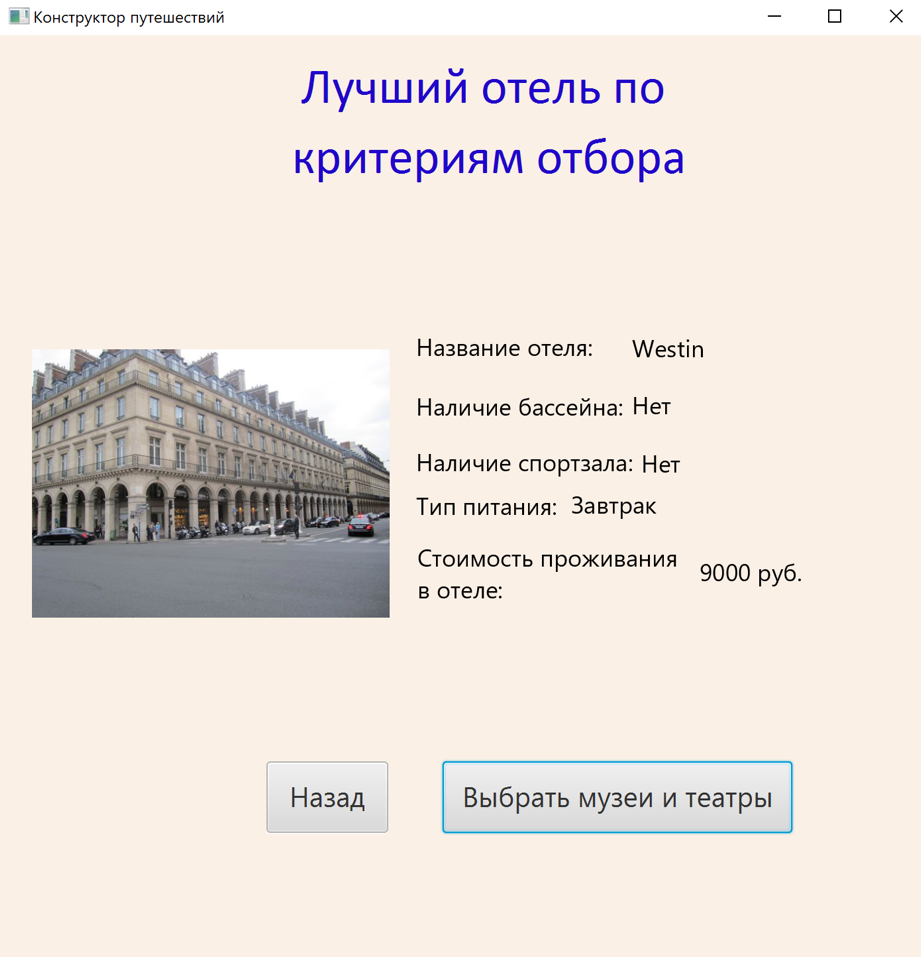 Конструктор путешествий
Лучший отель по
критериям отбора
Название отеля: Westin
Наличие бассейна: Нет
Наличие спортзала: Нет
Тип питания: Завтрак
Стоимость проживания
в отеле: 9000 руб.
Назад Выбрать музеи и театры